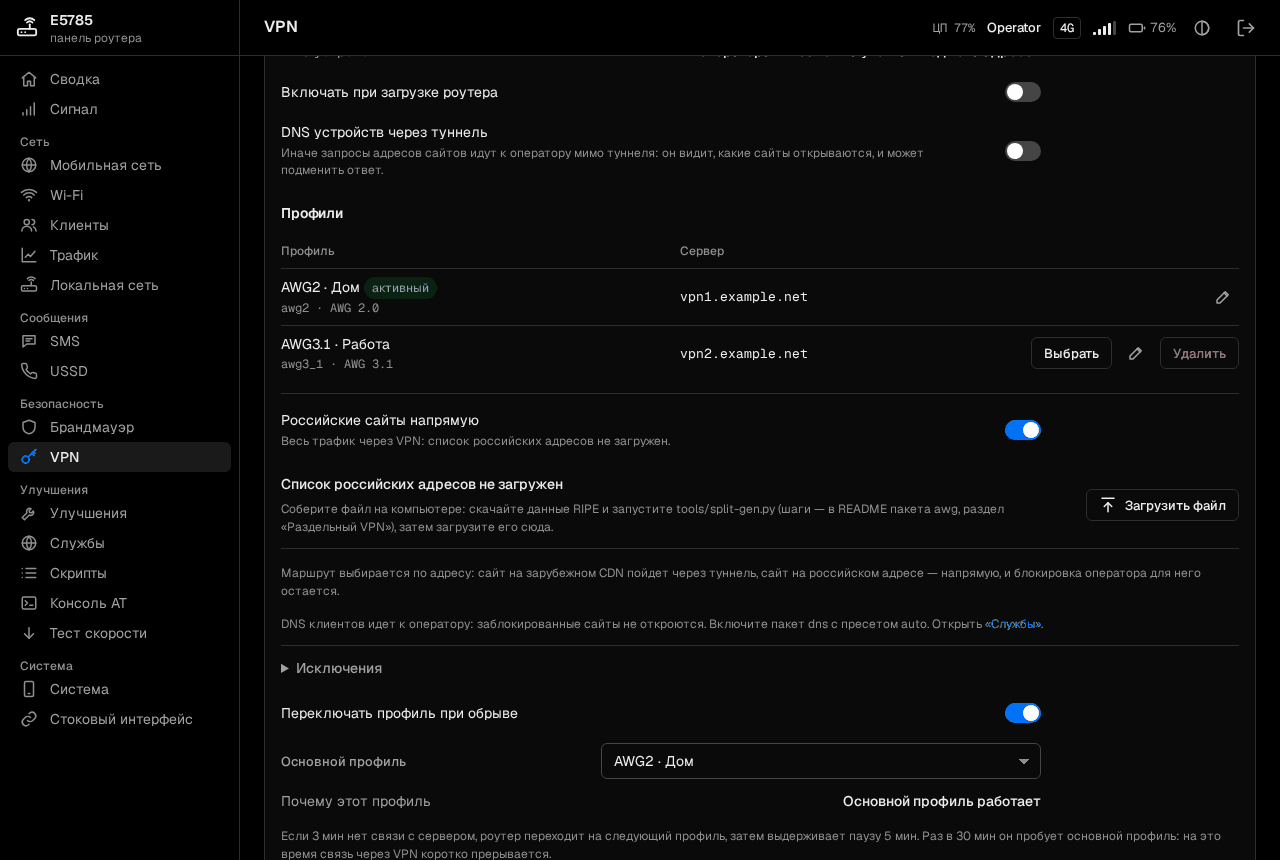 E5785
панель роутера
VPN
ЦП 77%
Operator
4G
76%
Сводка
Сигнал
Сеть
Мобильная сеть
Wi-Fi
Клиенты
Трафик
Локальная сеть
Сообщения
SMS
USSD
Безопасность
Брандмауэр
VPN
Улучшения
Улучшения
Службы
Скрипты
Консоль AT
Тест скорости
Система
Система
Стоковый интерфейс
Включать при загрузке роутера
DNS устройств через туннель
Иначе запросы адресов сайтов идут к оператору мимо туннеля: он видит, какие сайты открываются, и может
подменить ответ.
Профили
Профиль
Сервер
AWG2 · Дом
активный
awg2 · AWG 2.0
vpn1.example.net
AWG3.1 · Работа
awg3_1 · AWG 3.1
vpn2.example.net
Выбрать
Удалить
Российские сайты напрямую
Весь трафик через VPN: список российских адресов не загружен.
Список российских адресов не загружен
Соберите файл на компьютере: скачайте данные RIPE и запустите tools/split-gen.py (шаги — в README пакета awg, раздел
«Раздельный VPN»), затем загрузите его сюда.
Загрузить файл
Маршрут выбирается по адресу: сайт на зарубежном CDN пойдет через туннель, сайт на российском адресе — напрямую, и блокировка оператора для него
остается.
DNS клиентов идет к оператору: заблокированные сайты не откроются. Включите пакет dns с пресетом auto. Открыть «Службы».
Исключения
Переключать профиль при обрыве
Основной профиль
AWG2 · Дом
Почему этот профиль
Основной профиль работает
Если 3 мин нет связи с сервером, роутер переходит на следующий профиль, затем выдерживает паузу 5 мин. Раз в 30 мин он пробует основной профиль: на это
время связь через VPN коротко прерывается.